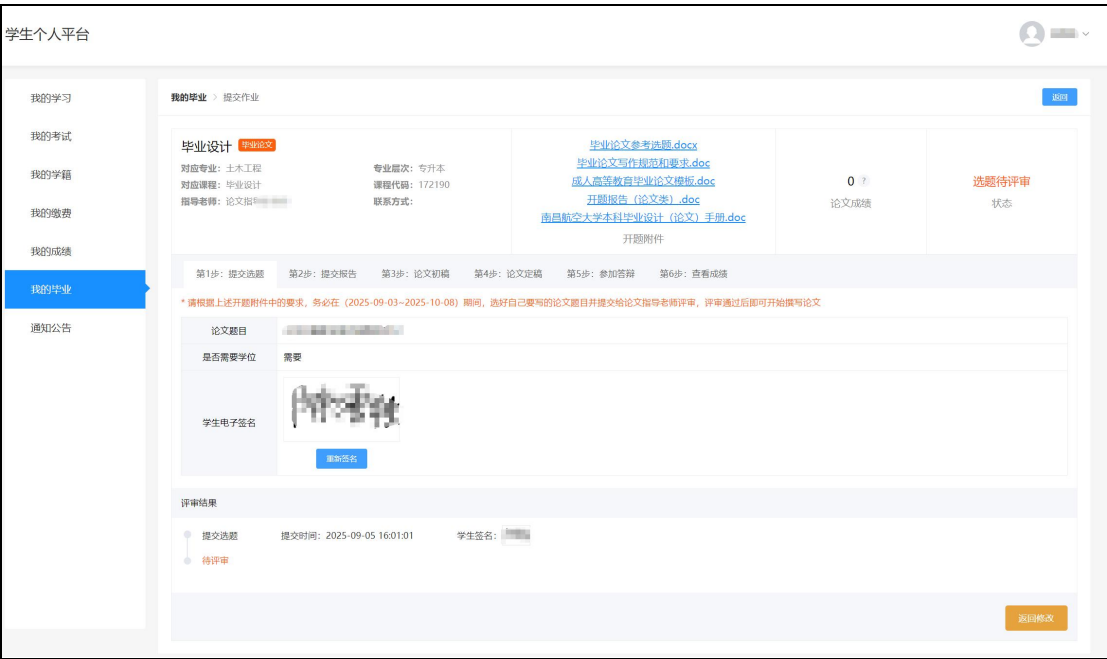 学生个人平台
我的学习
我的考试
我的学籍
我的缴费
我的成绩
我的毕业
通知公告
我的毕业 > 提交作业
返回
毕业设计 毕业论文
对应专业：土木工程 专业层次：专升本
对应课程：毕业设计 课程代码：172190
指导老师：论文指 联系方式：
毕业论文参考选题.docx
毕业论文写作规范和要求.doc
成人高等教育毕业论文模板.doc
开题报告（论文类）.doc
南昌航空大学本科毕业设计（论文）手册.doc
开题附件
0 ?
论文成绩
选题待评审
状态
第1步：提交选题 第2步：提交报告 第3步：论文初稿 第4步：论文定稿 第5步：参加答辩 第6步：查看成绩
* 请根据上述开题附件中的要求，务必在（2025-09-03~2025-10-08）期间，选好自己要写的论文题目并提交给论文指导老师评审，评审通过后即可开始撰写论文
论文题目
是否需要学位 需要
学生电子签名
重新签名
评审结果
提交选题 提交时间：2025-09-05 16:01:01 学生签名：
待评审
返回修改